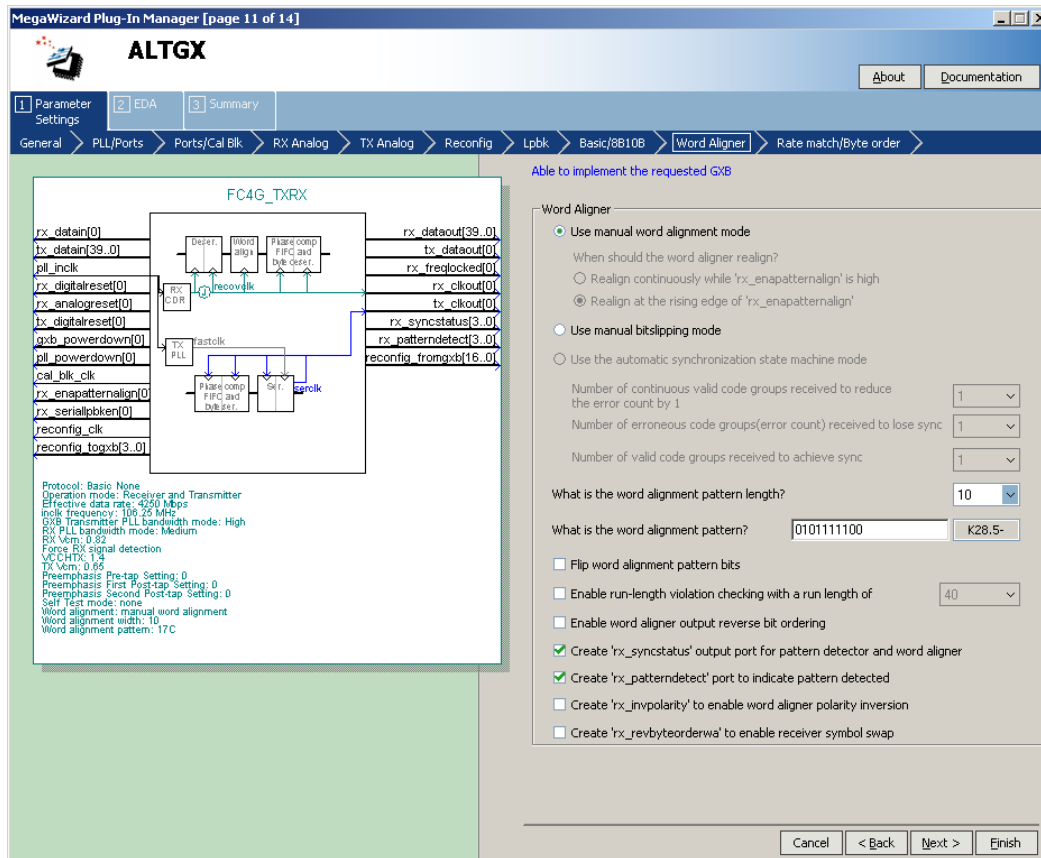 MegaWizard Plug-In Manager [page 11 of 14]
ALTGX
About
Documentation
1 Parameter Settings
2 EDA
3 Summary
General
PLL/Ports
Ports/Cal Blk
RX Analog
TX Analog
Reconfig
Lpbk
Basic/8B10B
Word Aligner
Rate match/Byte order
FC4G_TXRX
rx_datain[0]
tx_datain[39..0]
pll_inclk
rx_digitalreset[0]
rx_analogreset[0]
tx_digitalreset[0]
gxb_powerdown[0]
pll_powerdown[0]
cal_blk_clk
rx_enapatternalign[0]
rx_seriallpbken[0]
reconfig_clk
reconfig_togxb[3..0]
Deser.
Word
align
Phase comp
FIFO and
byte deser.
RX
CDR
recovclk
TX
PLL
fastclk
Phase comp
FIFO and
byte ser.
Ser.
serclk
rx_dataout[39..0]
tx_dataout[0]
rx_freqlocked[0]
rx_clkout[0]
tx_clkout[0]
rx_syncstatus[3..0]
rx_patterndetect[3..0]
reconfig_fromgxb[16..0]
Protocol: Basic None
Operation mode: Receiver and Transmitter
Effective data rate: 4250 Mbps
inclk frequency: 106.25 MHz
GXB Transmitter PLL bandwidth mode: High
RX PLL bandwidth mode: Medium
RX Vcm: 0.82
Force RX signal detection
VCCHTX: 1.4
TX Vcm: 0.65
Preemphasis Pre-tap Setting: 0
Preemphasis First Post-tap Setting: 0
Preemphasis Second Post-tap Setting: 0
Self Test mode: none
Word alignment: manual word alignment
Word alignment width: 10
Word alignment pattern: 17C
Able to implement the requested GXB
Word Aligner
Use manual word alignment mode
When should the word aligner realign?
Realign continuously while 'rx_enapatternalign' is high
Realign at the rising edge of 'rx_enapatternalign'
Use manual bitslipping mode
Use the automatic synchronization state machine mode
Number of continuous valid code groups received to reduce
the error count by 1
1
Number of erroneous code groups(error count) received to lose sync
1
Number of valid code groups received to achieve sync
1
What is the word alignment pattern length?
10
What is the word alignment pattern?
0101111100
K28.5-
Flip word alignment pattern bits
Enable run-length violation checking with a run length of
40
Enable word aligner output reverse bit ordering
Create 'rx_syncstatus' output port for pattern detector and word aligner
Create 'rx_patterndetect' port to indicate pattern detected
Create 'rx_invpolarity' to enable word aligner polarity inversion
Create 'rx_revbyteorderwa' to enable receiver symbol swap
Cancel
< Back
Next >
Finish